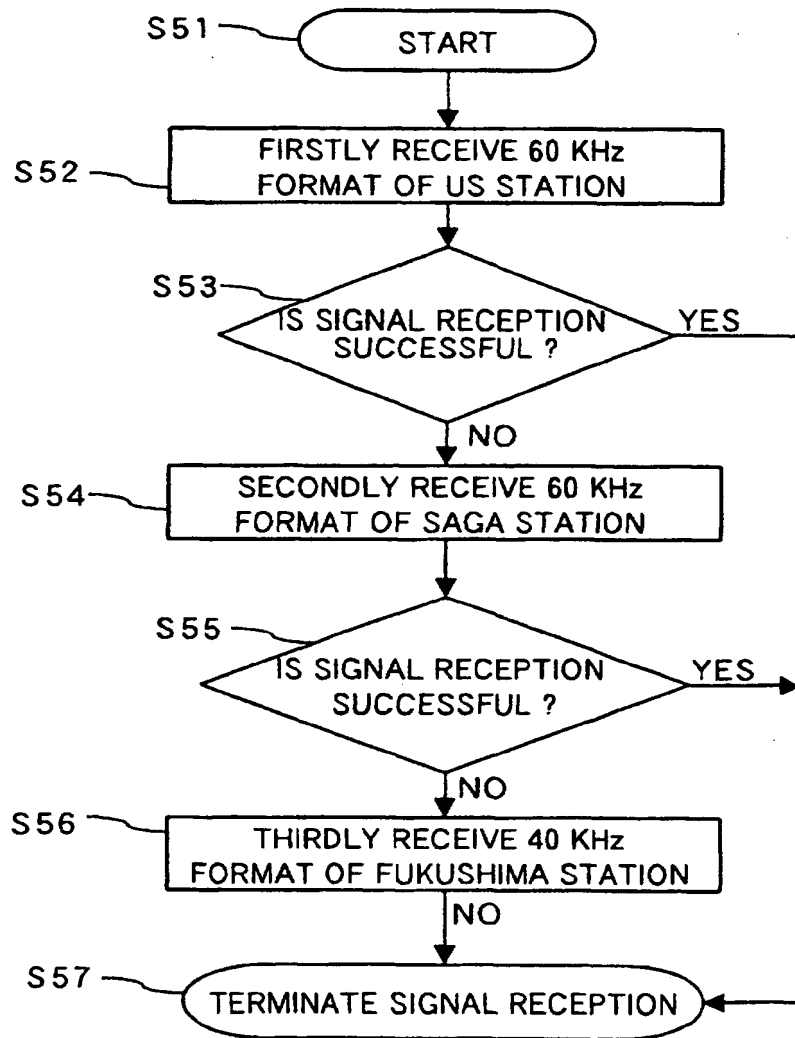 S51
START
S52
FIRSTLY RECEIVE 60 KHz
FORMAT OF US STATION
S53
IS SIGNAL RECEPTION
SUCCESSFUL ?
YES
NO
S54
SECONDLY RECEIVE 60 KHz
FORMAT OF SAGA STATION
S55
IS SIGNAL RECEPTION
SUCCESSFUL ?
YES
NO
S56
THIRDLY RECEIVE 40 KHz
FORMAT OF FUKUSHIMA STATION
NO
S57
TERMINATE SIGNAL RECEPTION